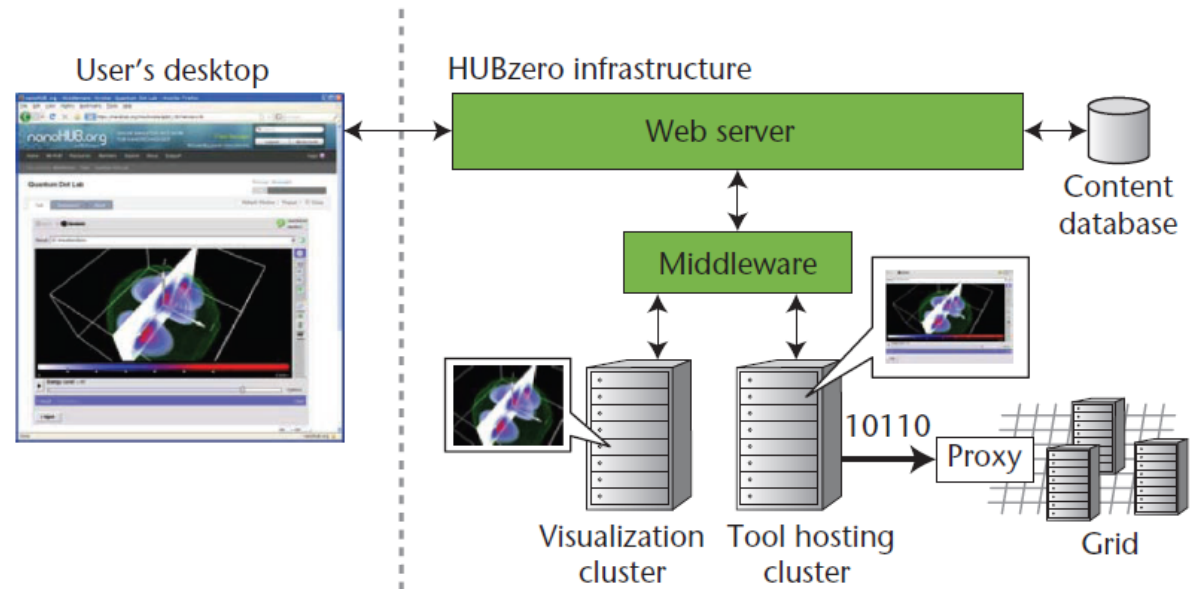 User's desktop
HUBzero infrastructure
nanoHUB.org
Quantum Dot Lab
Web server
Content
database
Middleware
10110
Proxy
Visualization
cluster
Tool hosting
cluster
Grid